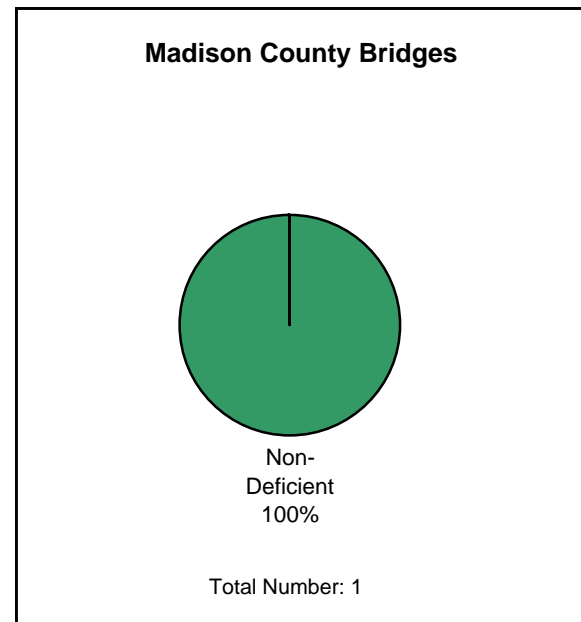 Madison County Bridges
Non-
Deficient
100%
Total Number: 1